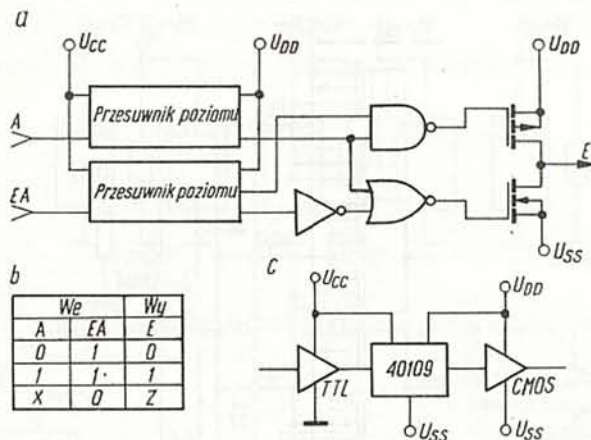 a
U_CC
U_DD
U_DD
Przesuwnik poziomu
A
Przesuwnik poziomu
EA
E
U_SS
b
We Wy
A EA E
0 1 0
1 1 1
X 0 Z
c
U_CC
U_DD
TTL
40109
CMOS
U_SS
U_SS